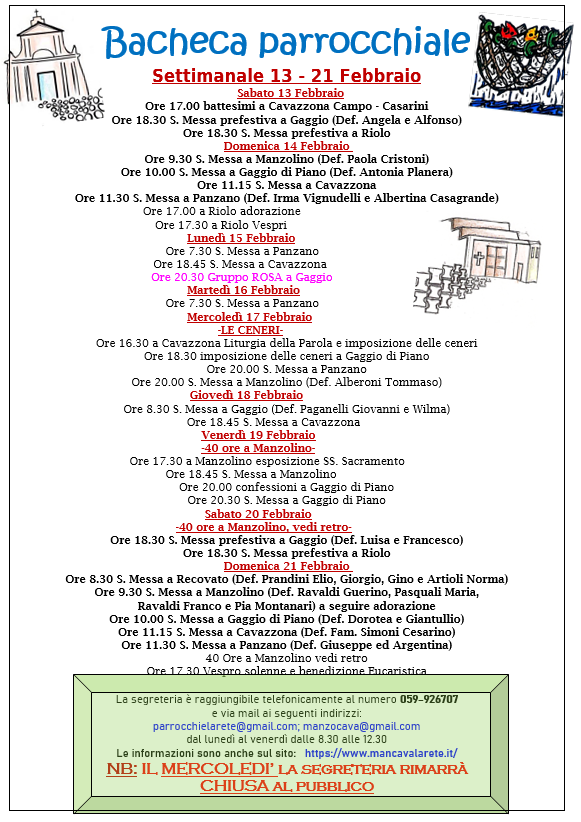 Bacheca parrocchiale
Settimanale 13 - 21 Febbraio
Sabato 13 Febbraio
Ore 17.00 battesimi a Cavazzona Campo - Casarini
Ore 18.30 S. Messa prefestiva a Gaggio (Def. Angela e Alfonso)
Ore 18.30 S. Messa prefestiva a Riolo
Domenica 14 Febbraio
Ore 9.30 S. Messa a Manzolino (Def. Paola Cristoni)
Ore 10.00 S. Messa a Gaggio di Piano (Def. Antonia Planera)
Ore 11.15 S. Messa a Cavazzona
Ore 11.30 S. Messa a Panzano (Def. Irma Vignudelli e Albertina Casagrande)
Ore 17.00 a Riolo adorazione
Ore 17.30 a Riolo Vespri
Lunedì 15 Febbraio
Ore 7.30 S. Messa a Panzano
Ore 18.45 S. Messa a Cavazzona
Ore 20.30 Gruppo ROSA a Gaggio
Martedì 16 Febbraio
Ore 7.30 S. Messa a Panzano
Mercoledì 17 Febbraio
-LE CENERI-
Ore 16.30 a Cavazzona Liturgia della Parola e imposizione delle ceneri
Ore 18.30 imposizione delle ceneri a Gaggio di Piano
Ore 20.00 S. Messa a Panzano
Ore 20.00 S. Messa a Manzolino (Def. Alberoni Tommaso)
Giovedì 18 Febbraio
Ore 8.30 S. Messa a Gaggio (Def. Paganelli Giovanni e Wilma)
Ore 18.45 S. Messa a Cavazzona
Venerdì 19 Febbraio
-40 ore a Manzolino-
Ore 17.30 a Manzolino esposizione SS. Sacramento
Ore 18.45 S. Messa a Manzolino
Ore 20.00 confessioni a Gaggio di Piano
Ore 20.30 S. Messa a Gaggio di Piano
Sabato 20 Febbraio
-40 ore a Manzolino, vedi retro-
Ore 18.30 S. Messa prefestiva a Gaggio (Def. Luisa e Francesco)
Ore 18.30 S. Messa prefestiva a Riolo
Domenica 21 Febbraio
Ore 8.30 S. Messa a Recovato (Def. Prandini Elio, Giorgio, Gino e Artioli Norma)
Ore 9.30 S. Messa a Manzolino (Def. Ravaldi Guerino, Pasquali Maria,
Ravaldi Franco e Pia Montanari) a seguire adorazione
Ore 10.00 S. Messa a Gaggio di Piano (Def. Dorotea e Giantullio)
Ore 11.15 S. Messa a Cavazzona (Def. Fam. Simoni Cesarino)
Ore 11.30 S. Messa a Panzano (Def. Giuseppe ed Argentina)
40 Ore a Manzolino vedi retro
Ore 17.30 Vespro solenne e benedizione Eucaristica
La segreteria è raggiungibile telefonicamente al numero 059-926707
e via mail ai seguenti indirizzi:
parrocchielarete@gmail.com; manzocava@gmail.com
dal lunedì al venerdì dalle 8.30 alle 12.30
Le informazioni sono anche sul sito: https://www.mancavalarete.it/
NB: IL MERCOLEDI' LA SEGRETERIA RIMARRÀ
CHIUSA AL PUBBLICO